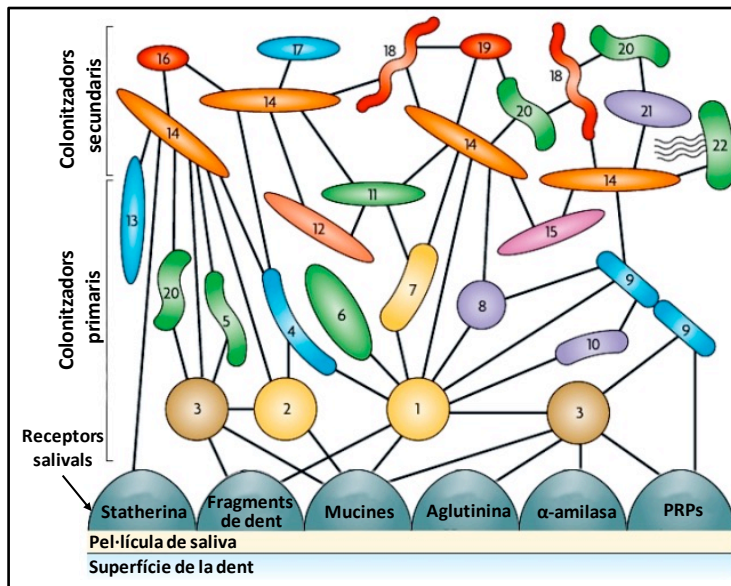 Colonitzadors
secundaris
Colonitzadors
primaris
16
17
18
19
18
20
14
14
20
21
22
14
14
11
13
12
15
20
5
4
6
7
8
9
9
10
3
2
1
3
Receptors
salivals
Statherina
Fragments
de dent
Mucines
Aglutinina
α-amilasa
PRPs
Pel·lícula de saliva
Superfície de la dent